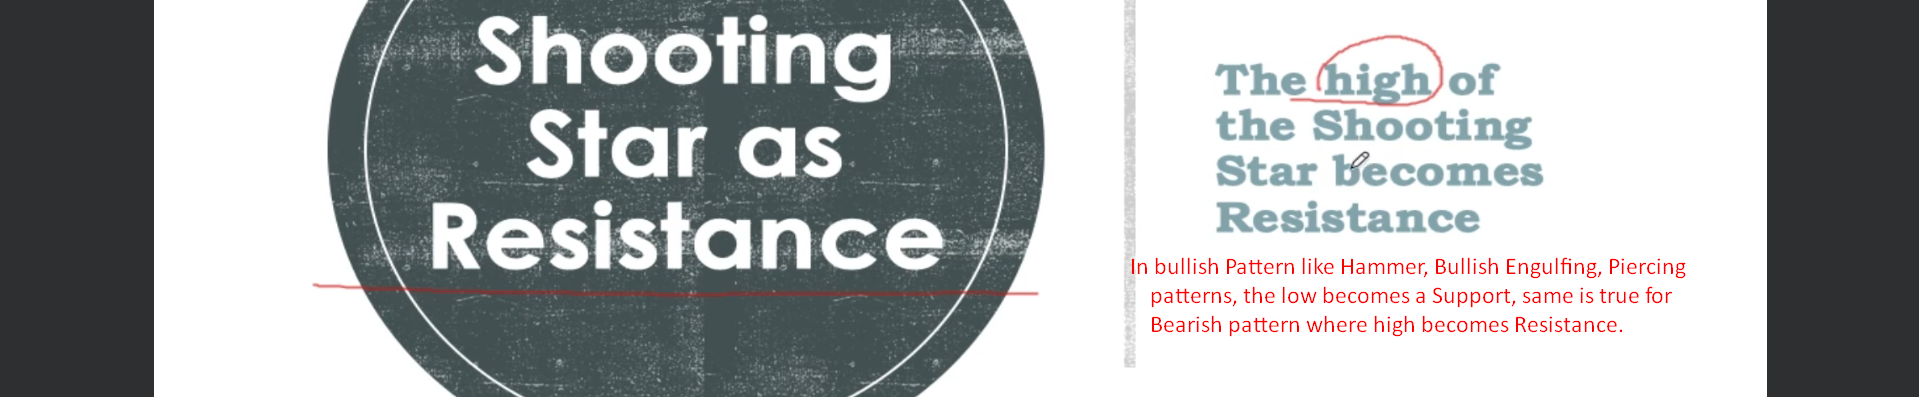 Shooting
Star as
Resistance
The high of
the Shooting
Star becomes
Resistance
In bullish Pattern like Hammer, Bullish Engulfing, Piercing
patterns, the low becomes a Support, same is true for
Bearish pattern where high becomes Resistance.